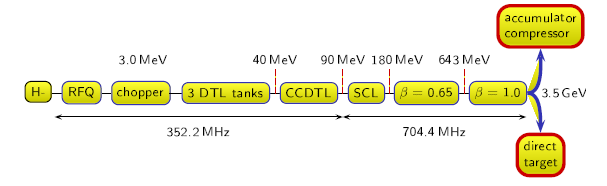 accumulator
compressor
3.0 MeV
40 MeV
90 MeV
180 MeV
643 MeV
H-
RFQ
chopper
3 DTL tanks
CCDTL
SCL
β = 0.65
β = 1.0
3.5 GeV
352.2 MHz
704.4 MHz
direct
target